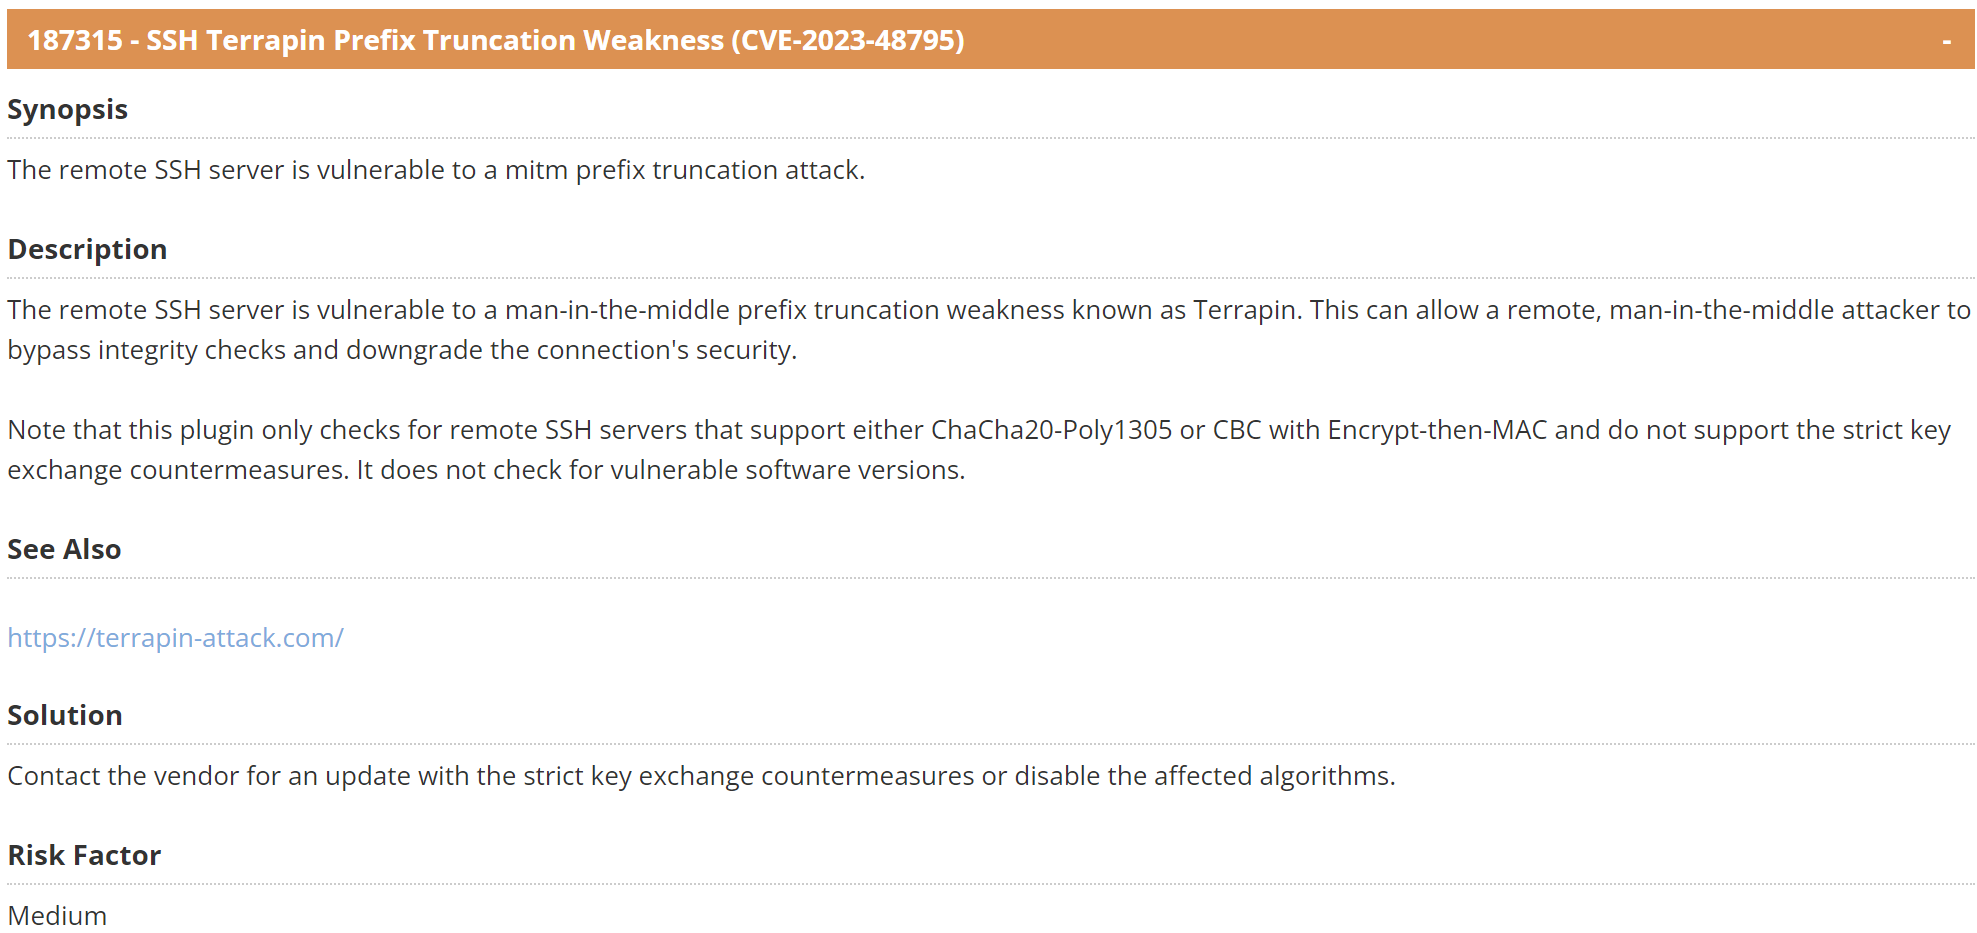 187315 - SSH Terrapin Prefix Truncation Weakness (CVE-2023-48795) -
Synopsis
The remote SSH server is vulnerable to a mitm prefix truncation attack.
Description
The remote SSH server is vulnerable to a man-in-the-middle prefix truncation weakness known as Terrapin. This can allow a remote, man-in-the-middle attacker to
bypass integrity checks and downgrade the connection's security.
Note that this plugin only checks for remote SSH servers that support either ChaCha20-Poly1305 or CBC with Encrypt-then-MAC and do not support the strict key
exchange countermeasures. It does not check for vulnerable software versions.
See Also
https://terrapin-attack.com/
Solution
Contact the vendor for an update with the strict key exchange countermeasures or disable the affected algorithms.
Risk Factor
Medium